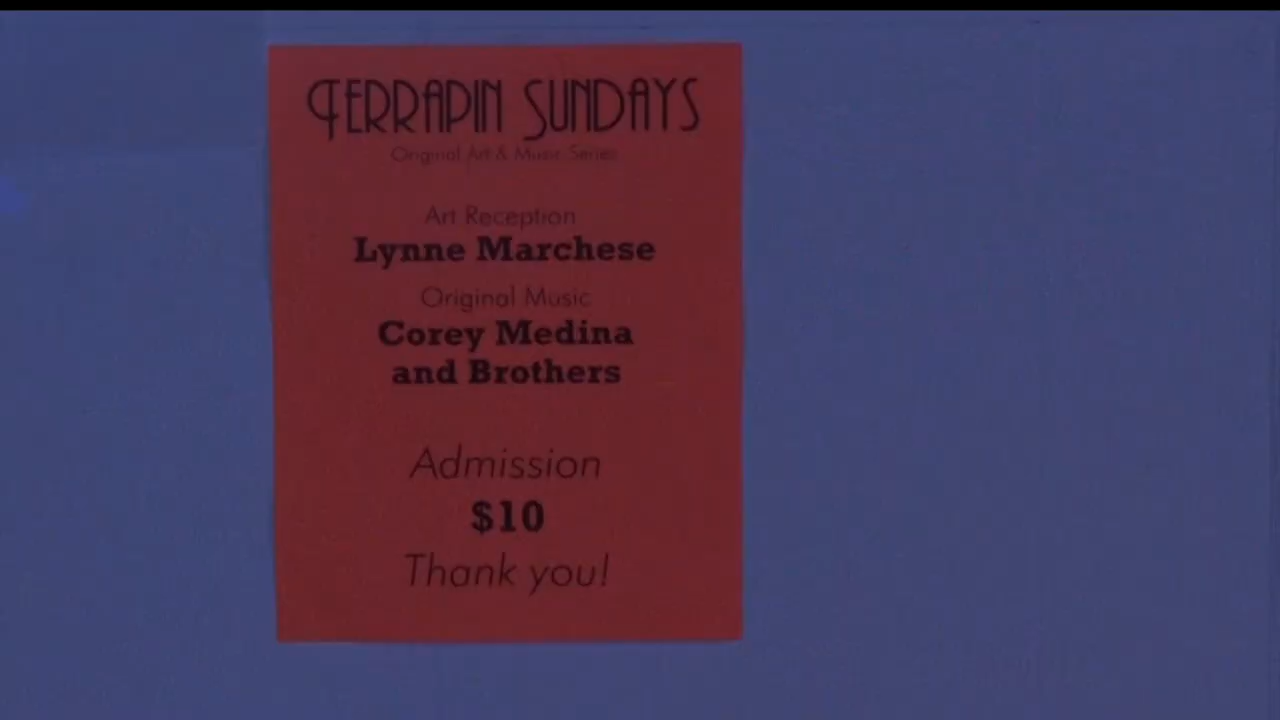 TERRAPIN SUNDAYS
Original Art & Music Series
Art Reception
Lynne Marchese
Original Music
Corey Medina
and Brothers
Admission
$10
Thank you!